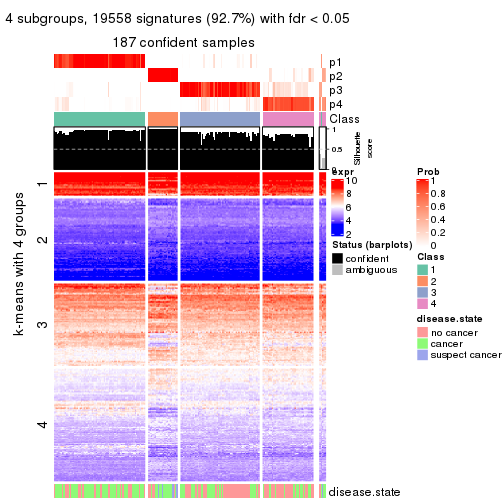 4 subgroups, 19558 signatures (92.7%) with fdr < 0.05
187 confident samples
p1
p2
p3
p4
Class
1
0.5
0
Silhouette
score
k-means with 4 groups
1
2
3
4
expr
10
8
6
4
2
Status (barplots)
confident
ambiguous
Prob
1
0.8
0.6
0.4
0.2
0
Class
1
2
3
4
disease.state
no cancer
cancer
suspect cancer
disease.state